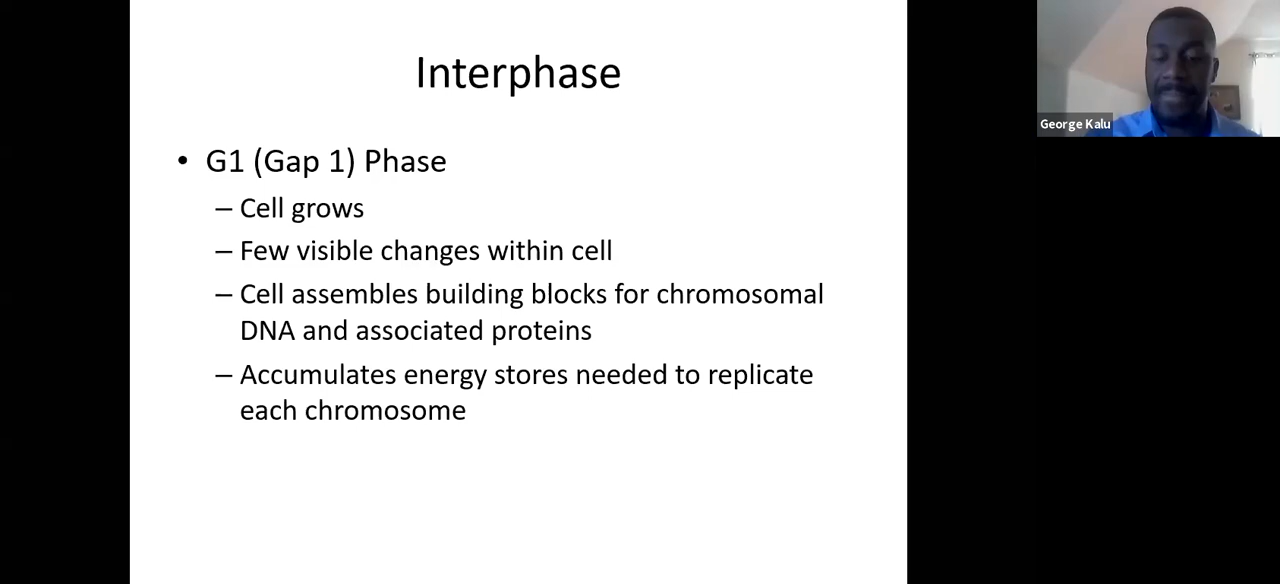 Interphase
• G1 (Gap 1) Phase
– Cell grows
– Few visible changes within cell
– Cell assembles building blocks for chromosomal
DNA and associated proteins
– Accumulates energy stores needed to replicate
each chromosome
George Kalu